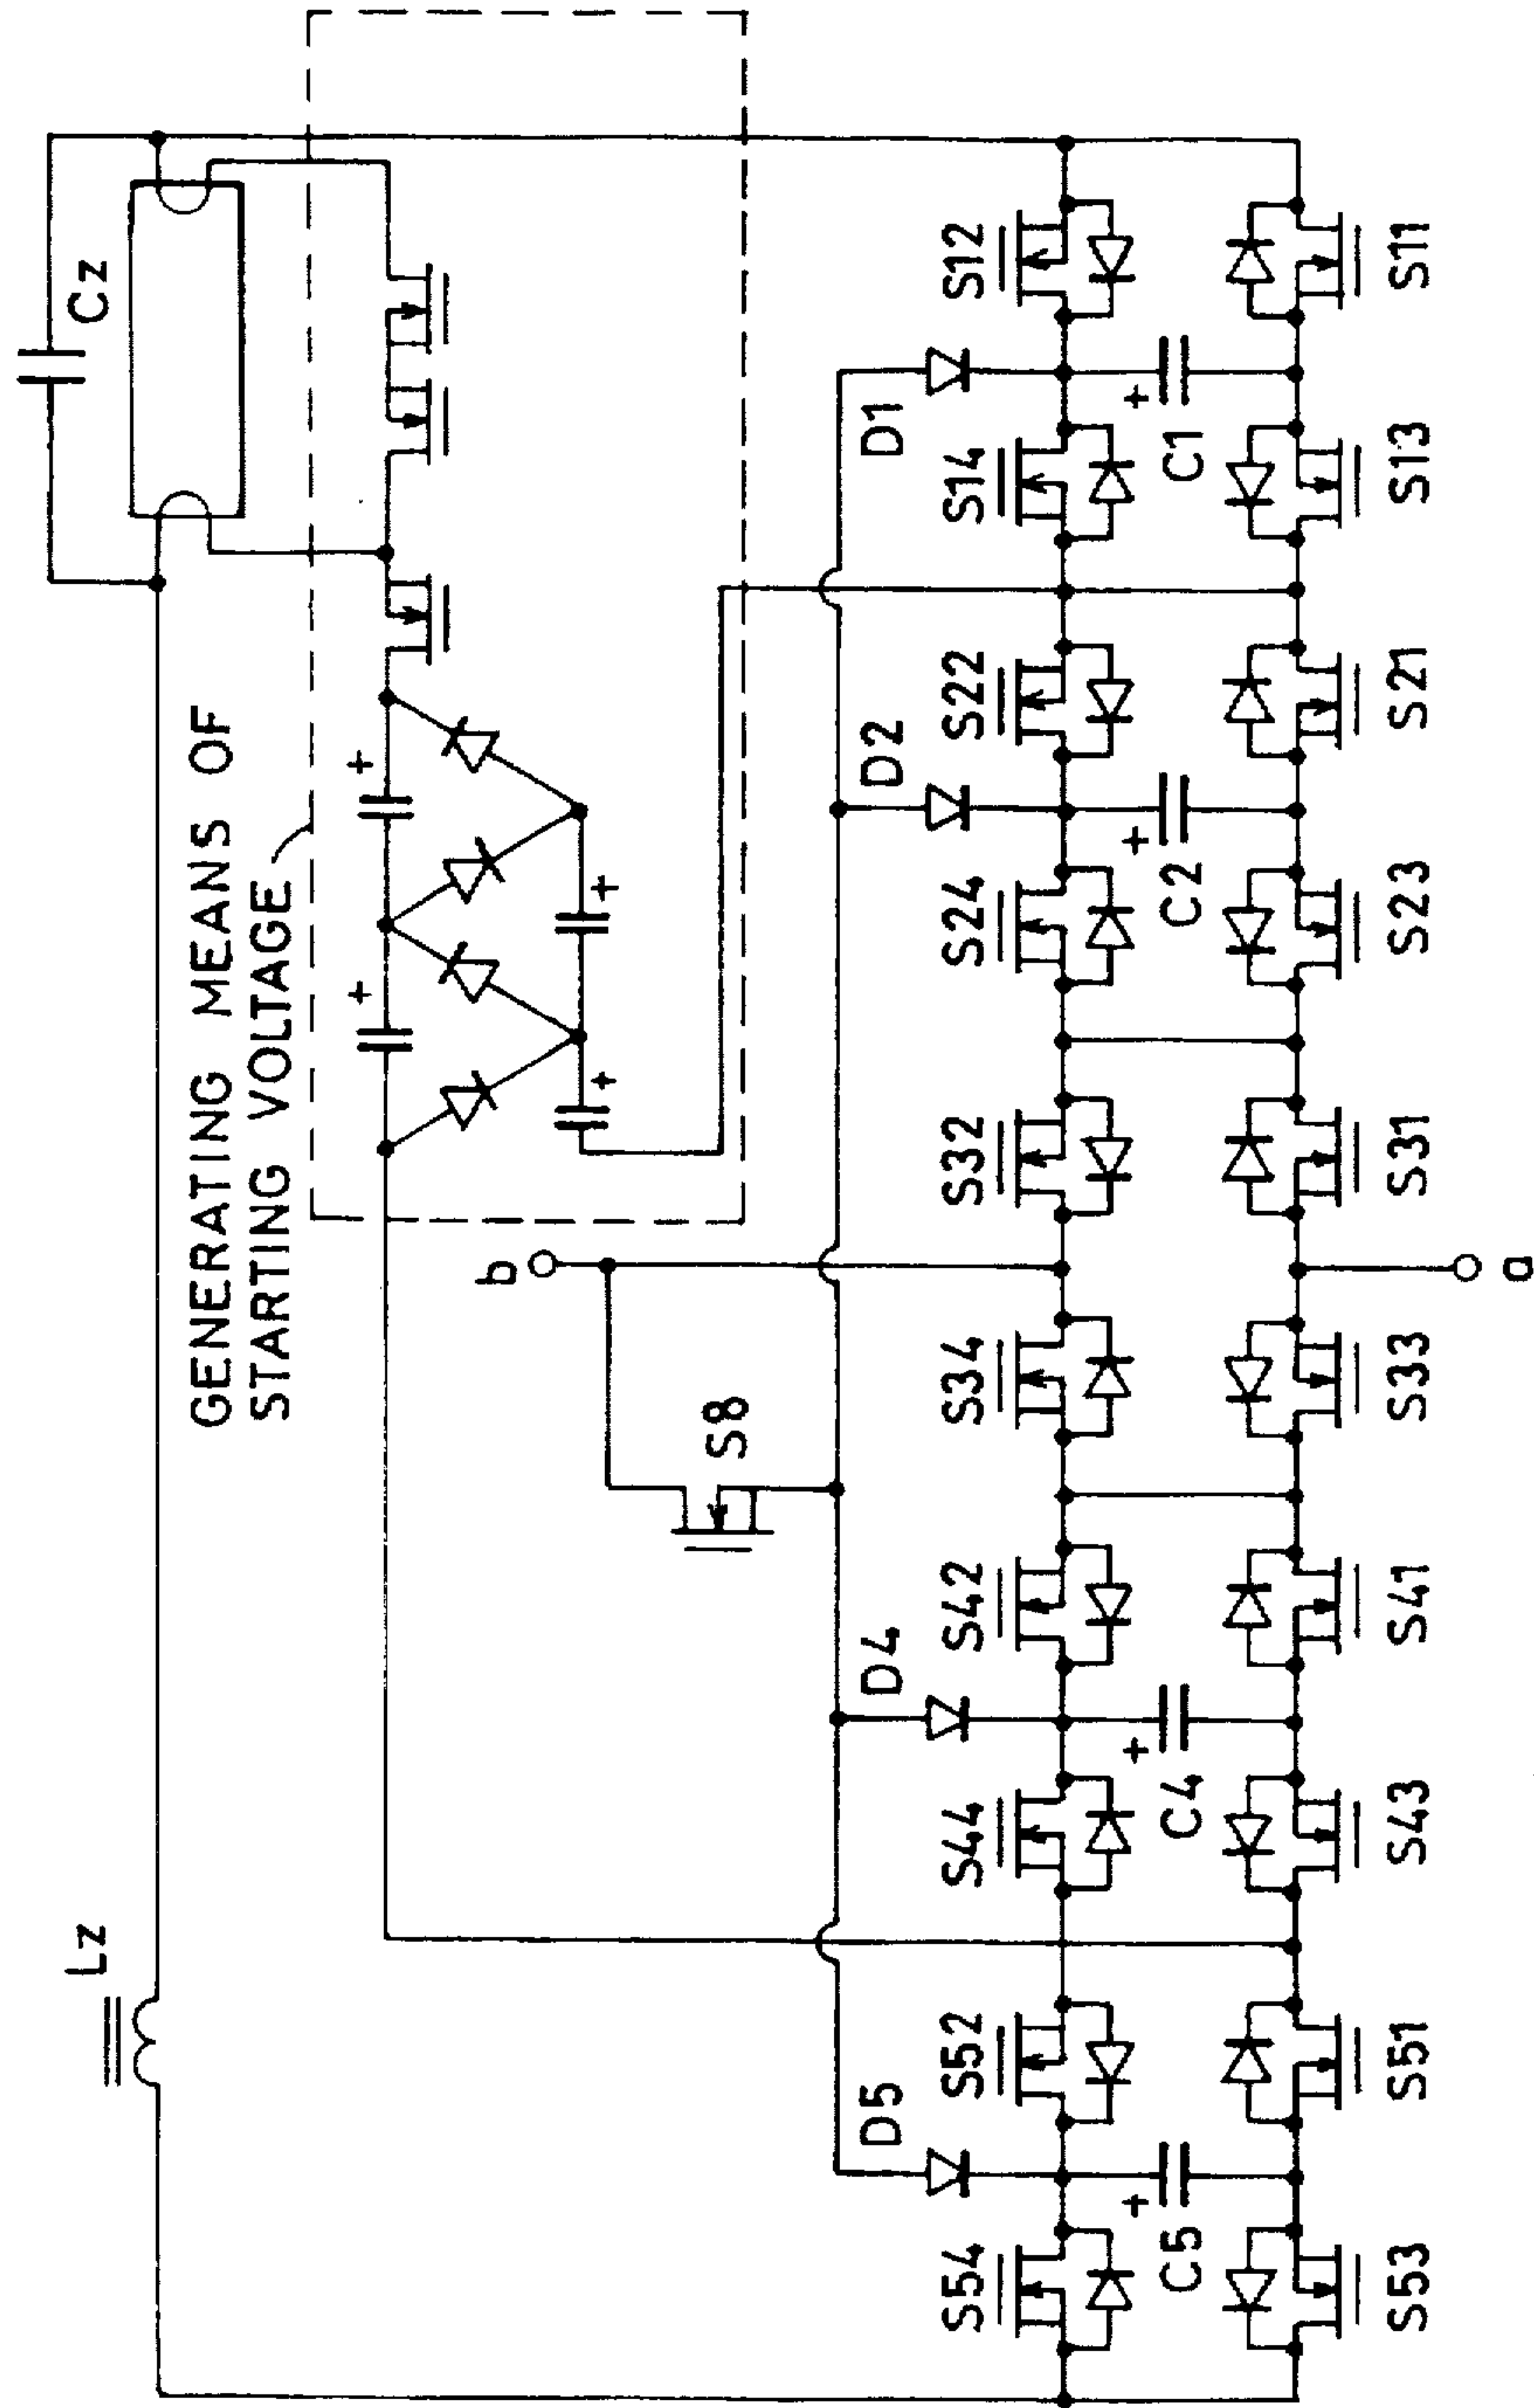 Cz
Lz
GENERATING MEANS OF
STARTING VOLTAGE
b
S8
D5
D4
D2
D1
S54
S52
S44
S42
S34
S32
S24
S22
S14
S12
+
+
+
+
+
+
+
+
C5
C4
C2
C1
S53
S51
S43
S41
S33
S31
S23
S21
S13
S11
a